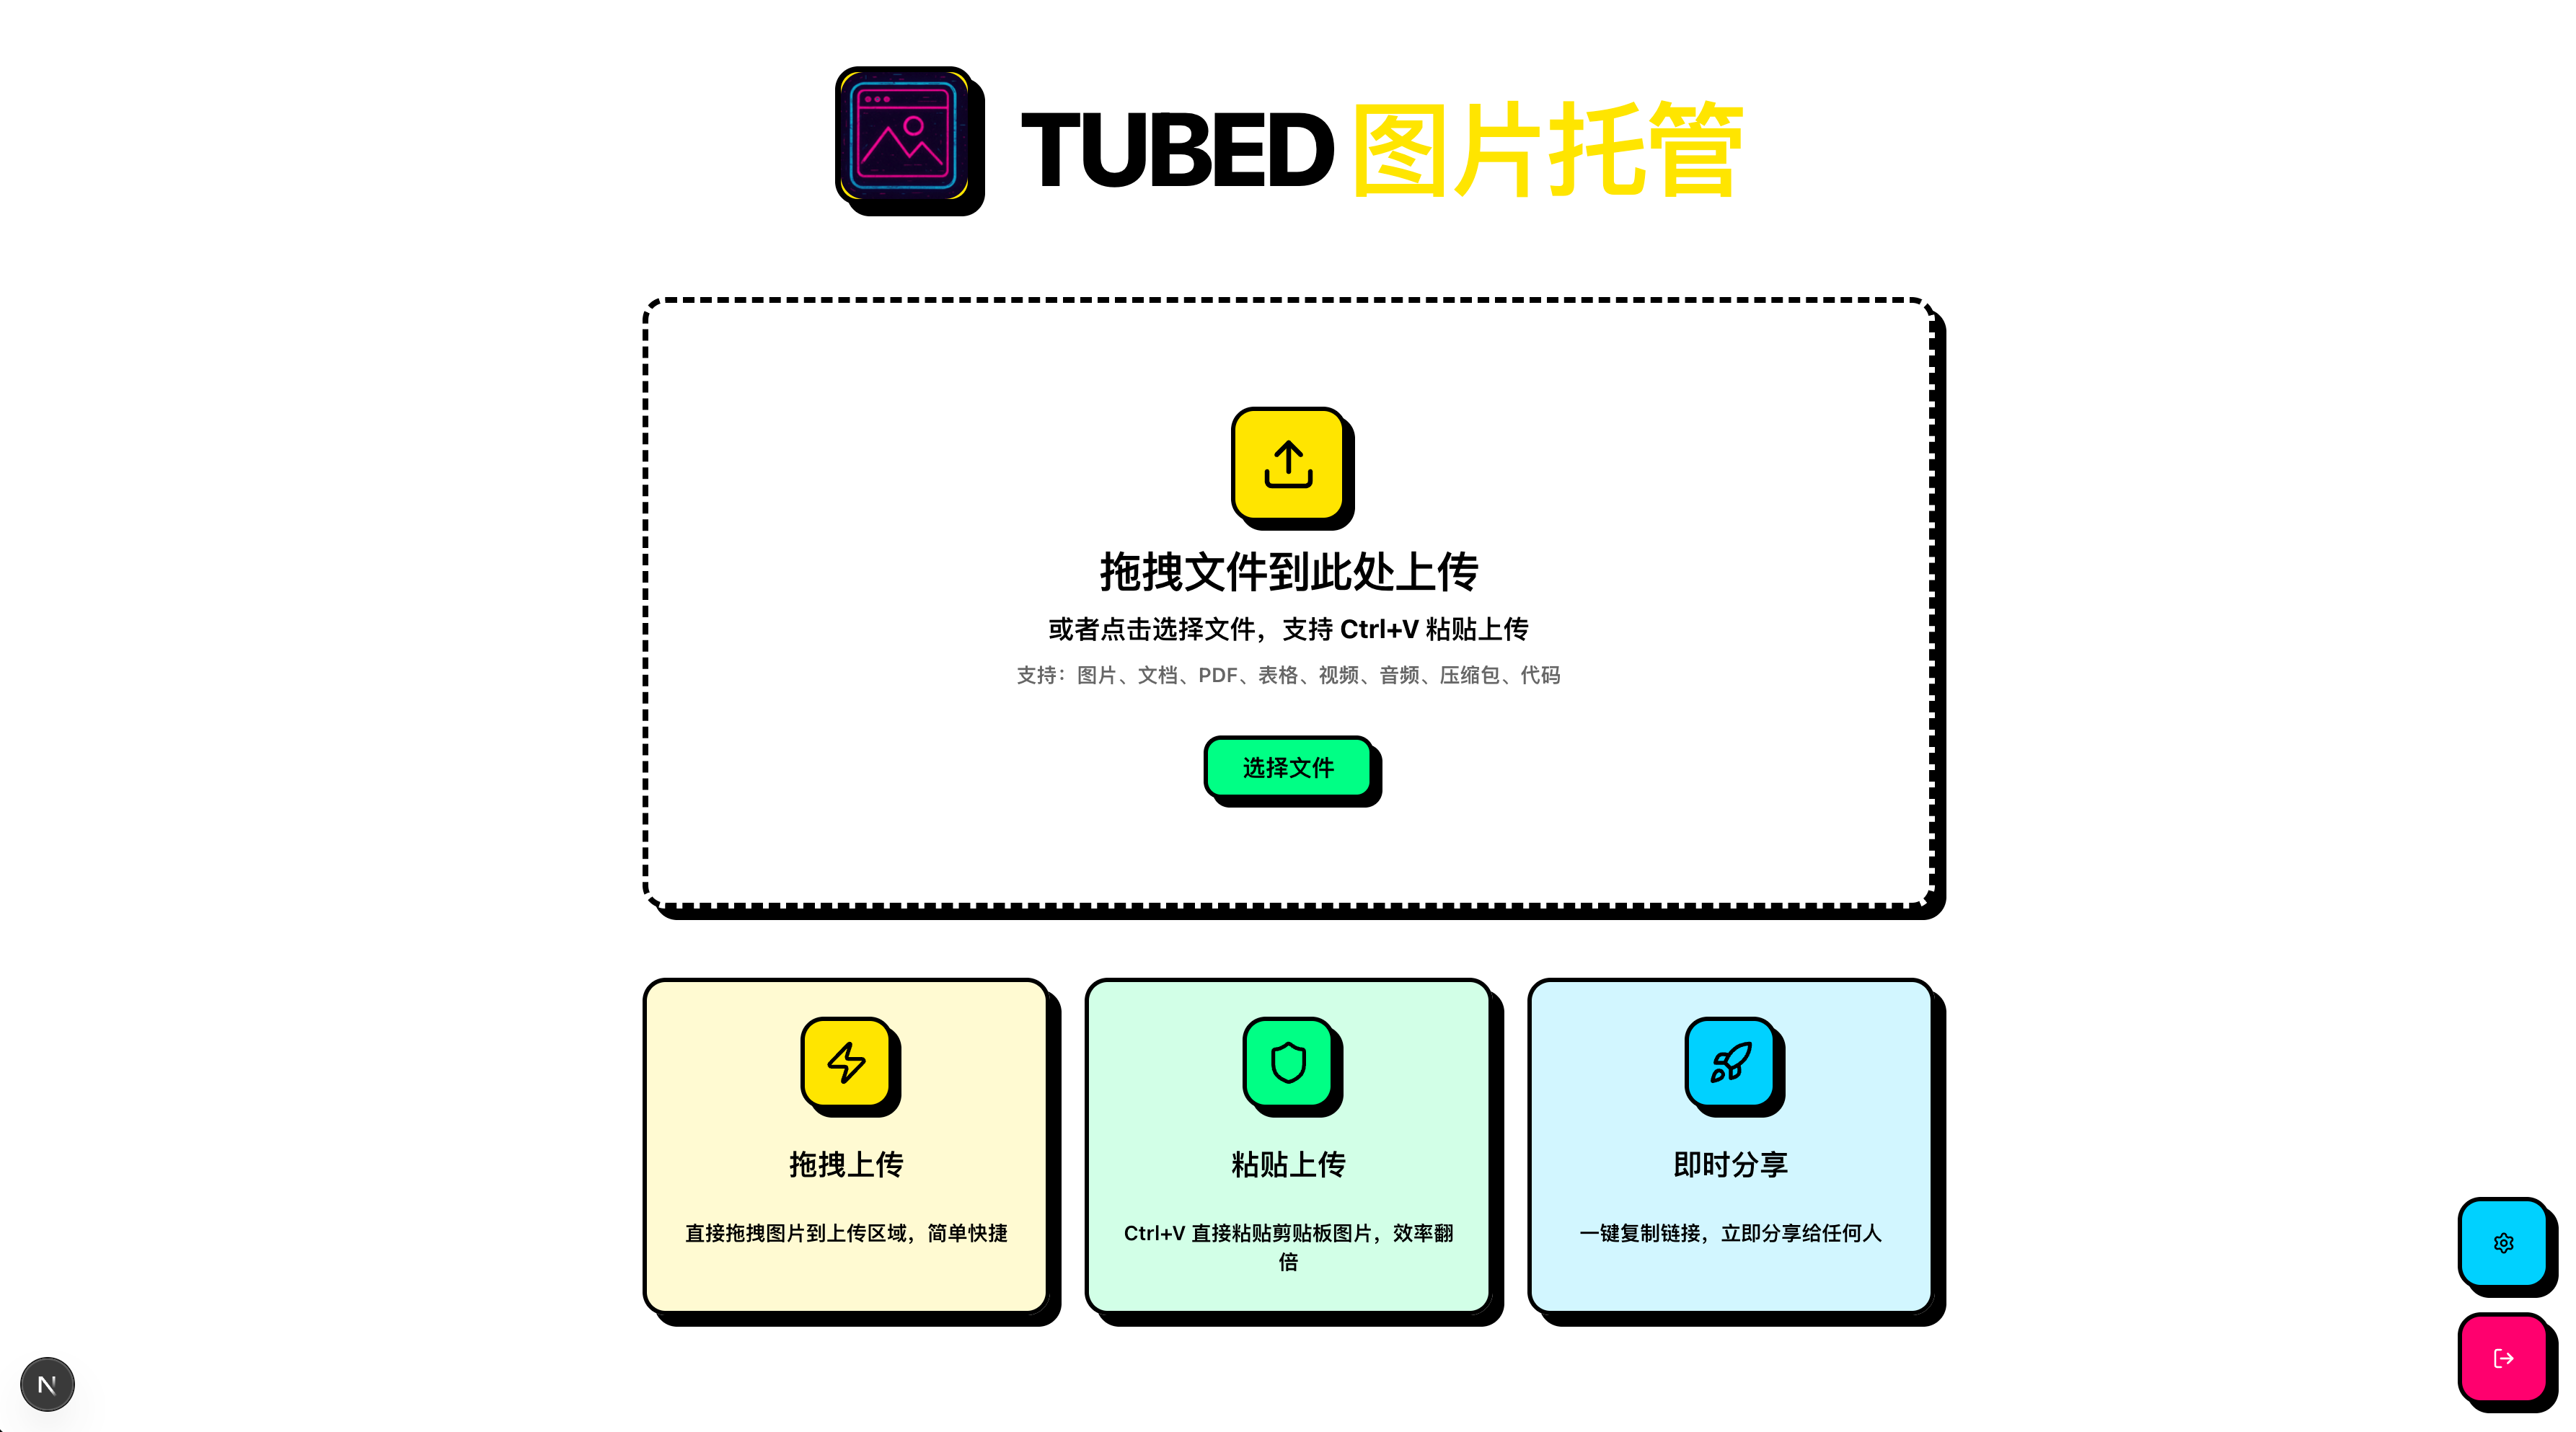 TUBED 图片托管
拖拽文件到此处上传
或者点击选择文件，支持 Ctrl+V 粘贴上传
支持：图片、文档、PDF、表格、视频、音频、压缩包、代码
选择文件
拖拽上传
直接拖拽图片到上传区域，简单快捷
粘贴上传
Ctrl+V 直接粘贴剪贴板图片，效率翻
倍
即时分享
一键复制链接，立即分享给任何人
N